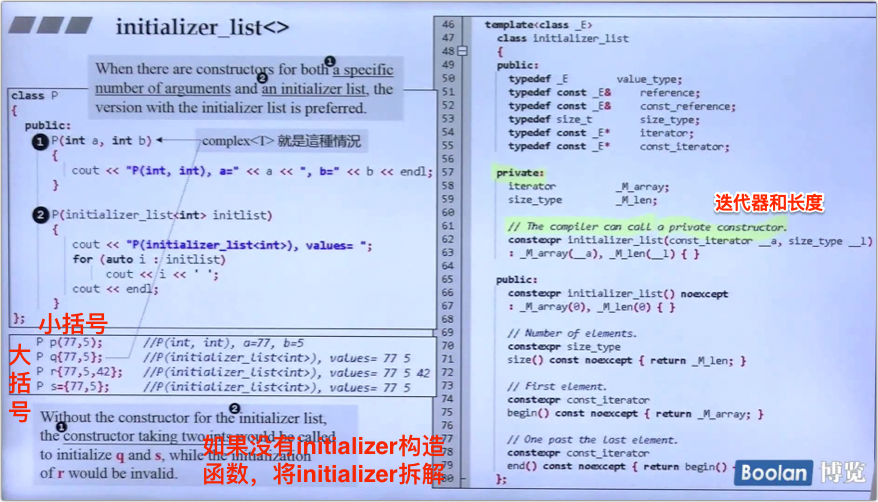 initializer_list<>
When there are constructors for both a specific
number of arguments and an initializer list, the
version with the initializer list is preferred.
class P
{
public:
P(int a, int b)
complex<T> 就是這種情況
{
cout << "P(int, int), a=" << a << ", b=" << b << endl;
}
P(initializer_list<int> initlist)
{
cout << "P(initializer_list<int>), values= ";
for (auto i : initlist)
cout << i << ' ';
cout << endl;
}
};
小括号
大括号
P p(77,5); //P(int, int), a=77, b=5
P q{77,5}; //P(initializer_list<int>), values= 77 5
P r{77,5,42}; //P(initializer_list<int>), values= 77 5 42
P s={77,5}; //P(initializer_list<int>), values= 77 5
Without the constructor for the initializer list,
the constructor taking two ints would be called
to initialize q and s, while the initialization
of r would be invalid.
如果没有initializer构造
函数，将initializer拆解
46 template<class _E>
47 class initializer_list
48 {
49 public:
50 typedef _E value_type;
51 typedef const _E& reference;
52 typedef const _E& const_reference;
53 typedef size_t size_type;
54 typedef const _E* iterator;
55 typedef const _E* const_iterator;
56
57 private:
58 iterator _M_array;
59 size_type _M_len;
迭代器和长度
60
61 // The compiler can call a private constructor.
62 constexpr initializer_list(const_iterator __a, size_type __l)
63 : _M_array(__a), _M_len(__l) { }
64
65 public:
66 constexpr initializer_list() noexcept
67 : _M_array(0), _M_len(0) { }
68
69 // Number of elements.
70 constexpr size_type
71 size() const noexcept { return _M_len; }
72
73 // First element.
74 constexpr const_iterator
75 begin() const noexcept { return _M_array; }
76
77 // One past the last element.
78 constexpr const_iterator
79 end() const noexcept { return begin()
80 };
Boolan 博览